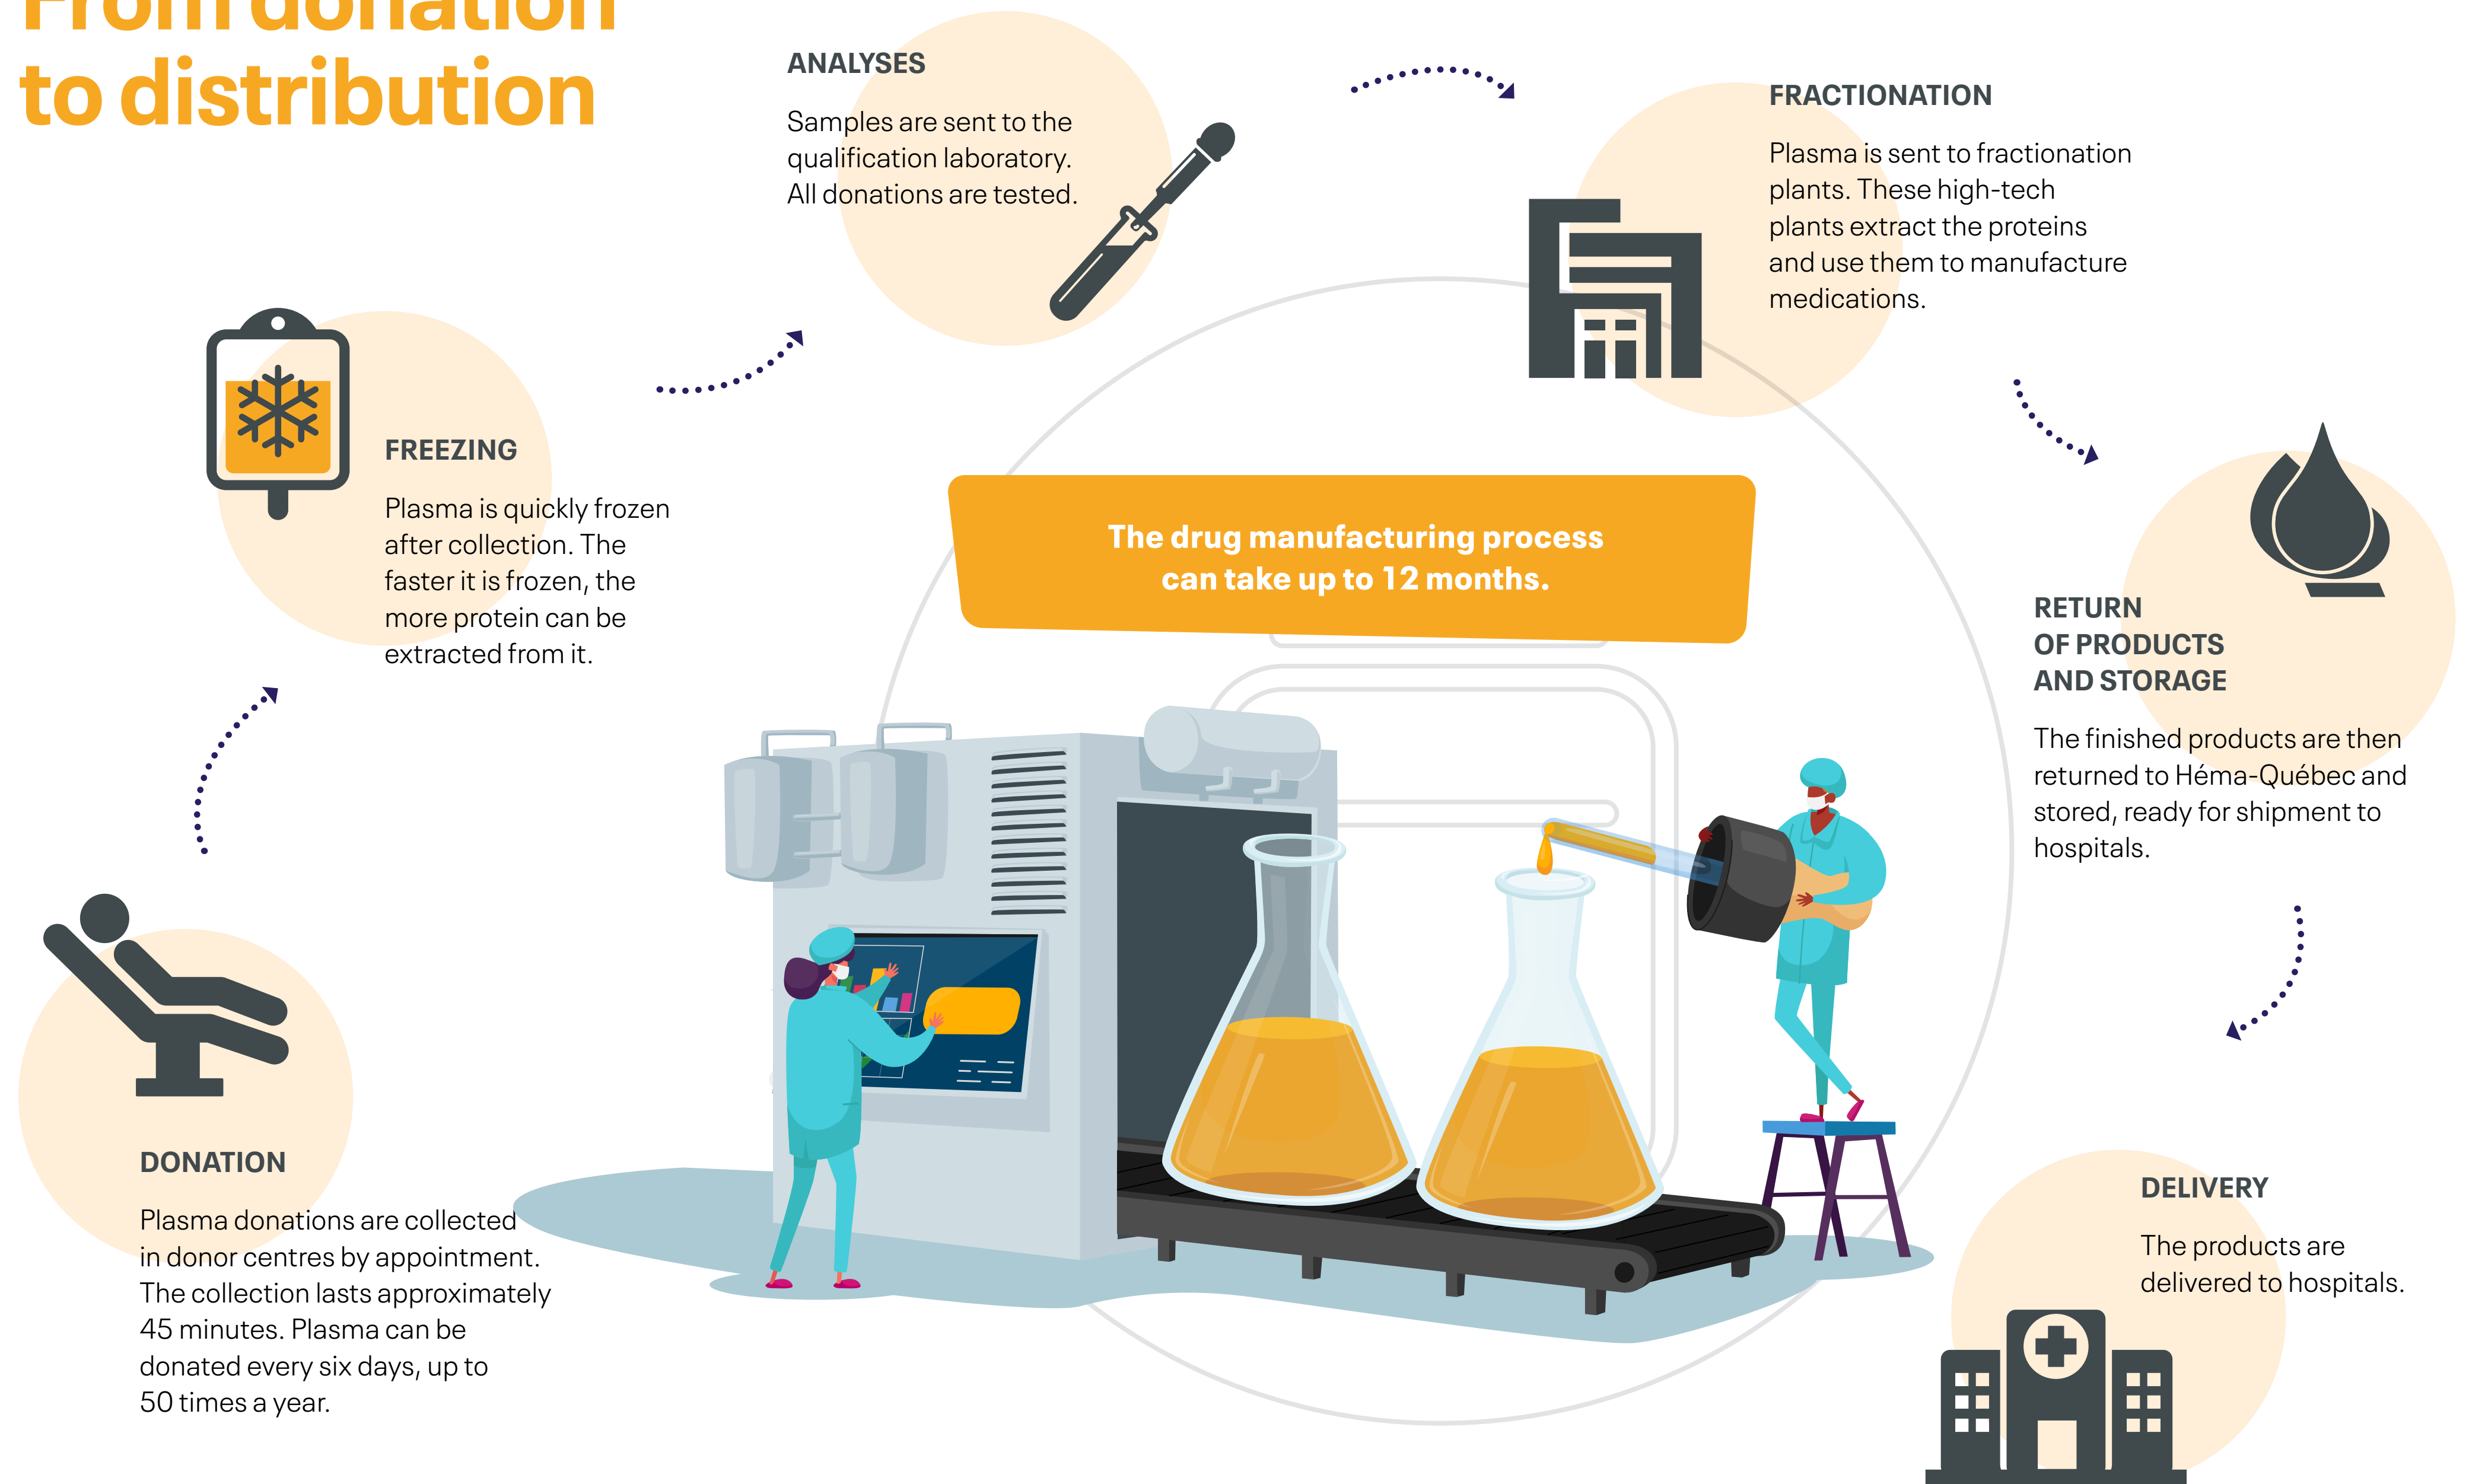 From donation
to distribution
ANALYSES
Samples are sent to the
qualification laboratory.
All donations are tested.
FRACTIONATION
Plasma is sent to fractionation
plants. These high-tech
plants extract the proteins
and use them to manufacture
medications.
FREEZING
Plasma is quickly frozen
after collection. The
faster it is frozen, the
more protein can be
extracted from it.
The drug manufacturing process
can take up to 12 months.
RETURN
OF PRODUCTS
AND STORAGE
The finished products are then
returned to Héma-Québec and
stored, ready for shipment to
hospitals.
DONATION
Plasma donations are collected
in donor centres by appointment.
The collection lasts approximately
45 minutes. Plasma can be
donated every six days, up to
50 times a year.
DELIVERY
The products are
delivered to hospitals.